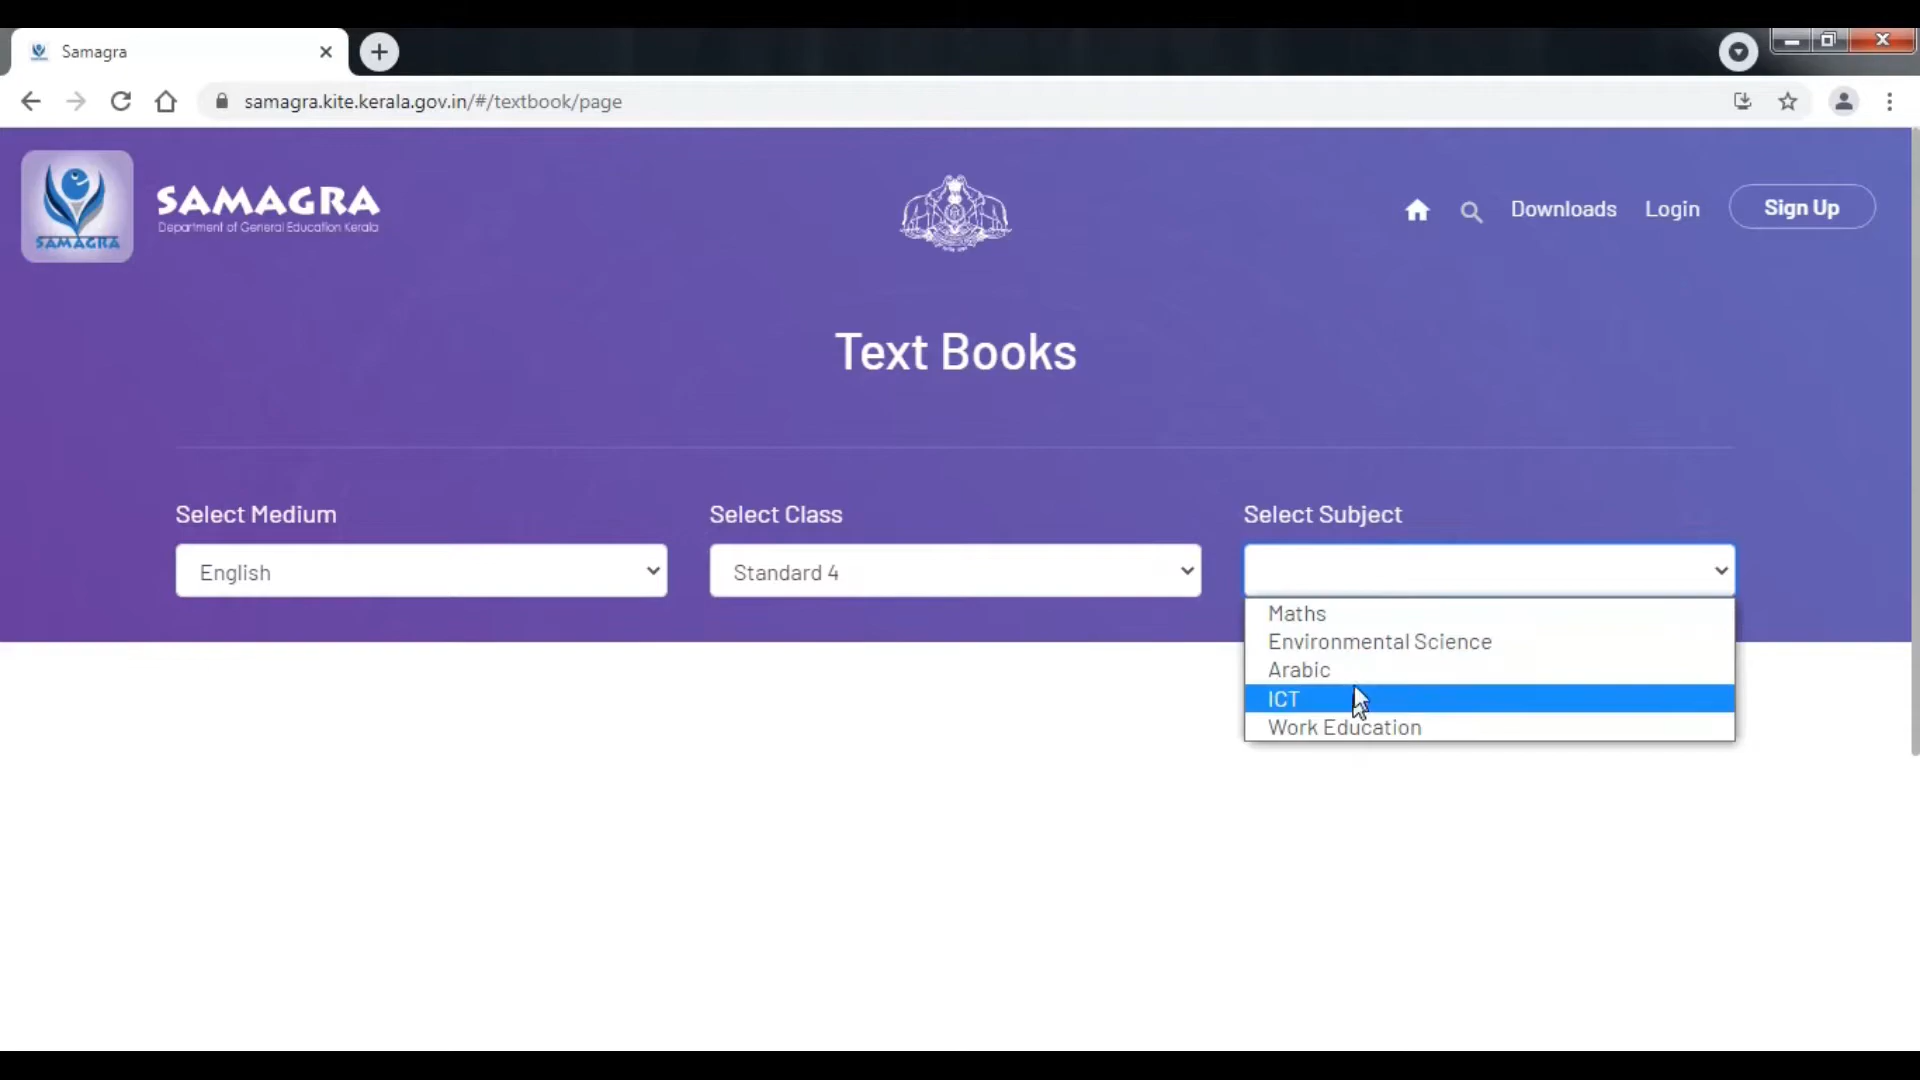 Samagra
samagra.kite.kerala.gov.in/#/textbook/page
SAMAGRA
SAMAGRA
Department of General Education Kerala
Downloads
Login
Sign Up
Text Books
Select Medium
Select Class
Select Subject
English
Standard 4
Maths
Environmental Science
Arabic
ICT
Work Education